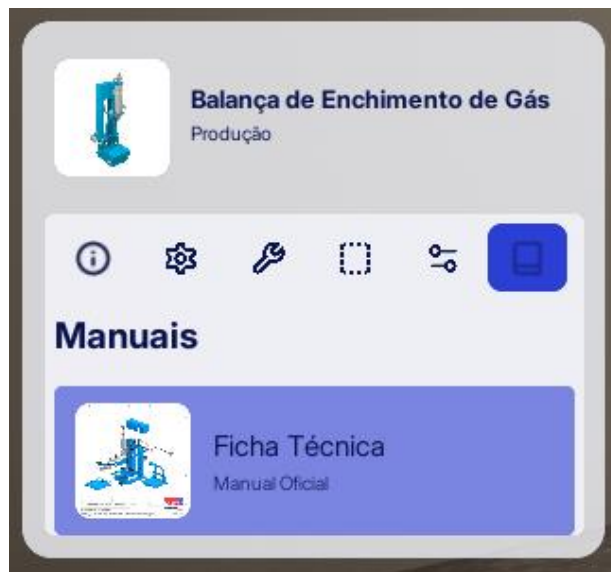 Balança de Enchimento de Gás
Produção
Manuais
Ficha Técnica
Manual Oficial